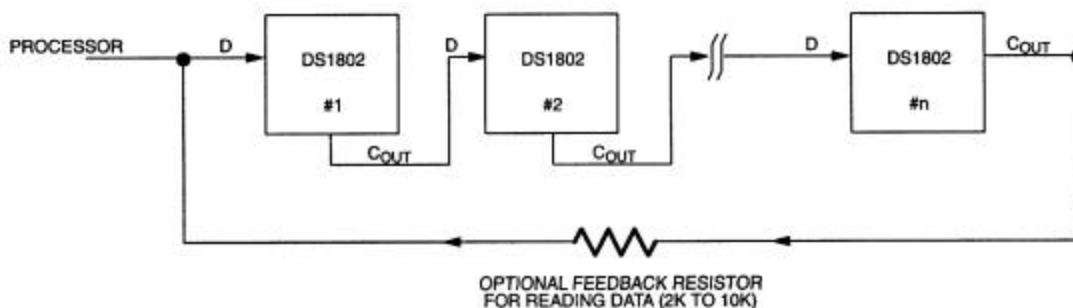 PROCESSOR
D
DS1802
#1
COUT
D
DS1802
#2
COUT
D
DS1802
#n
COUT
OPTIONAL FEEDBACK RESISTOR
FOR READING DATA (2K TO 10K)